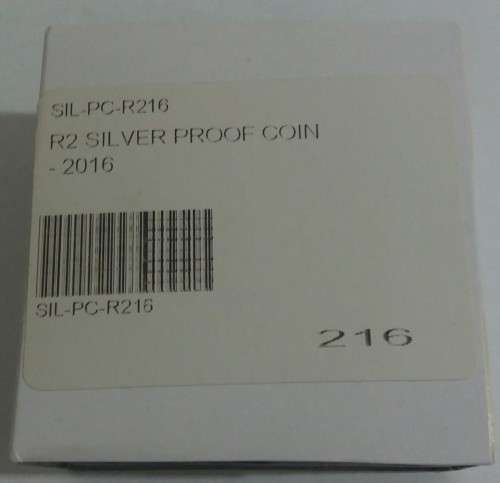 SIL-PC-R216
R2 SILVER PROOF COIN
- 2016
SIL-PC-R216
216